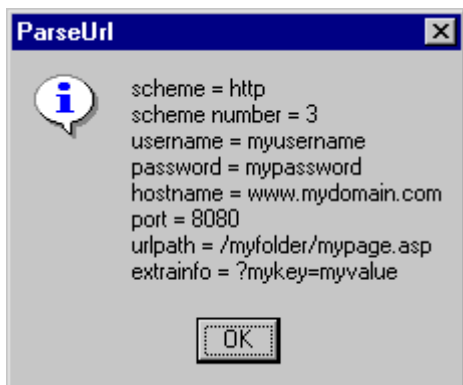 ParseUrl
scheme = http
scheme number = 3
username = myusername
password = mypassword
hostname = www.mydomain.com
port = 8080
urlpath = /myfolder/mypage.asp
extrainfo = ?mykey=myvalue
OK